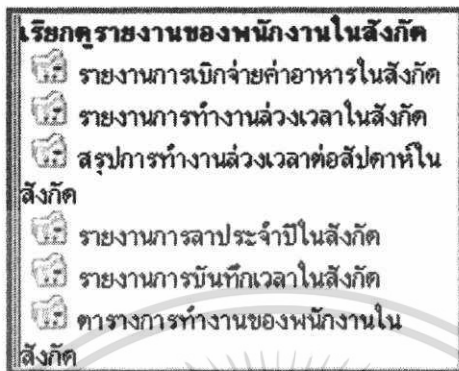 เรียกดูรายงานของพนักงานในสังกัด
รายงานการเบิกจ่ายค่าอาหารในสังกัด
รายงานการทำงานล่วงเวลาในสังกัด
สรุปการทำงานล่วงเวลาต่อสัปดาห์ใน
สังกัด
รายงานการลาประจำปีในสังกัด
รายงานการบันทึกเวลาในสังกัด
ตารางการทำงานของพนักงานใน
สังกัด